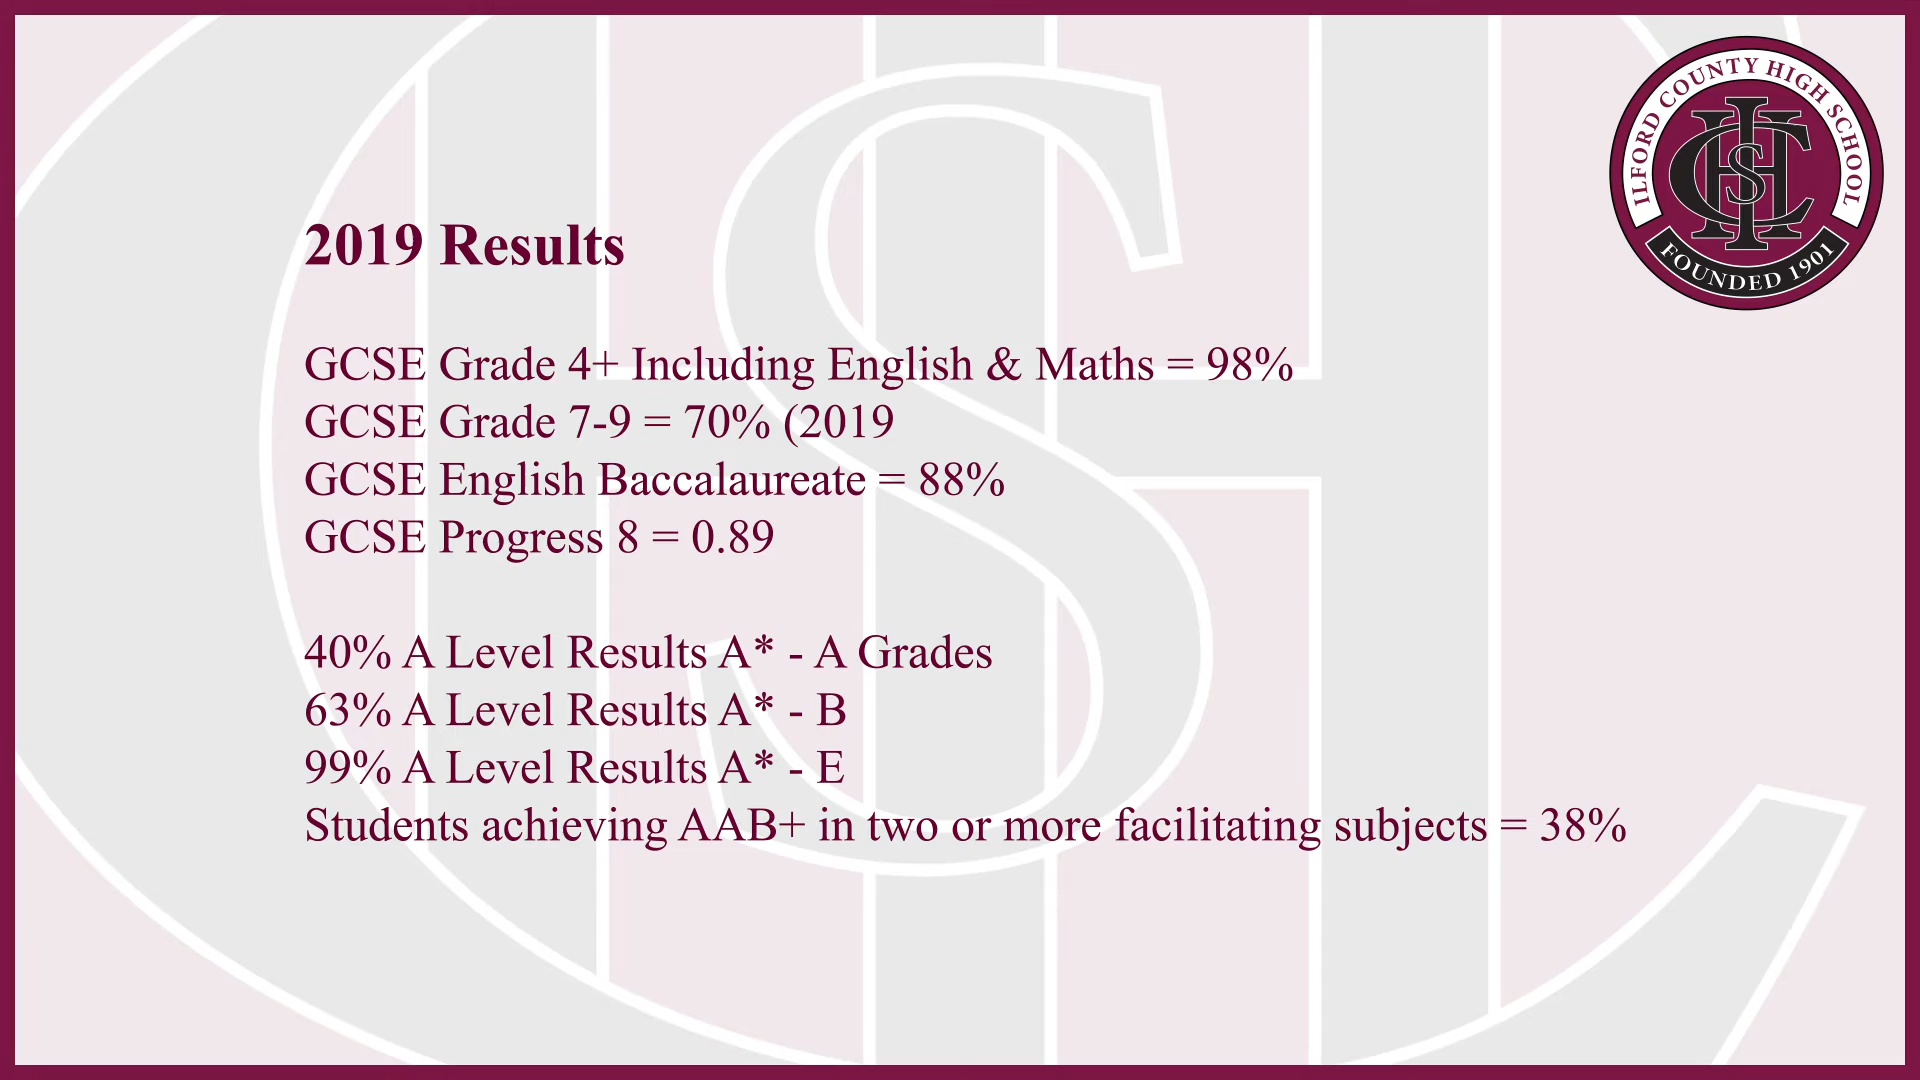 ILFORD COUNTY HIGH SCHOOL
FOUNDED 1901
2019 Results
GCSE Grade 4+ Including English & Maths = 98%
GCSE Grade 7-9 = 70% (2019
GCSE English Baccalaureate = 88%
GCSE Progress 8 = 0.89
40% A Level Results A* - A Grades
63% A Level Results A* - B
99% A Level Results A* - E
Students achieving AAB+ in two or more facilitating subjects = 38%